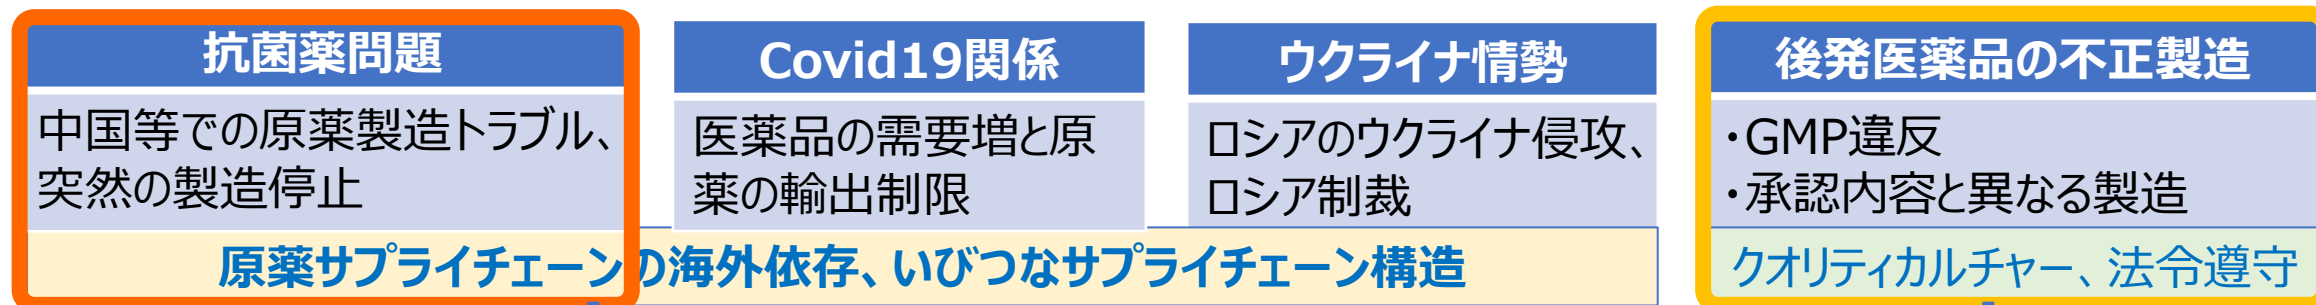 抗菌薬問題
中国等での原薬製造トラブル、
突然の製造停止
Covid19関係
医薬品の需要増と原
薬の輸出制限
ウクライナ情勢
ロシアのウクライナ侵攻、
ロシア制裁
原薬サプライチェーンの海外依存、いびつなサプライチェーン構造
後発医薬品の不正製造
・GMP違反
・承認内容と異なる製造
クオリティカルチャー、法令遵守